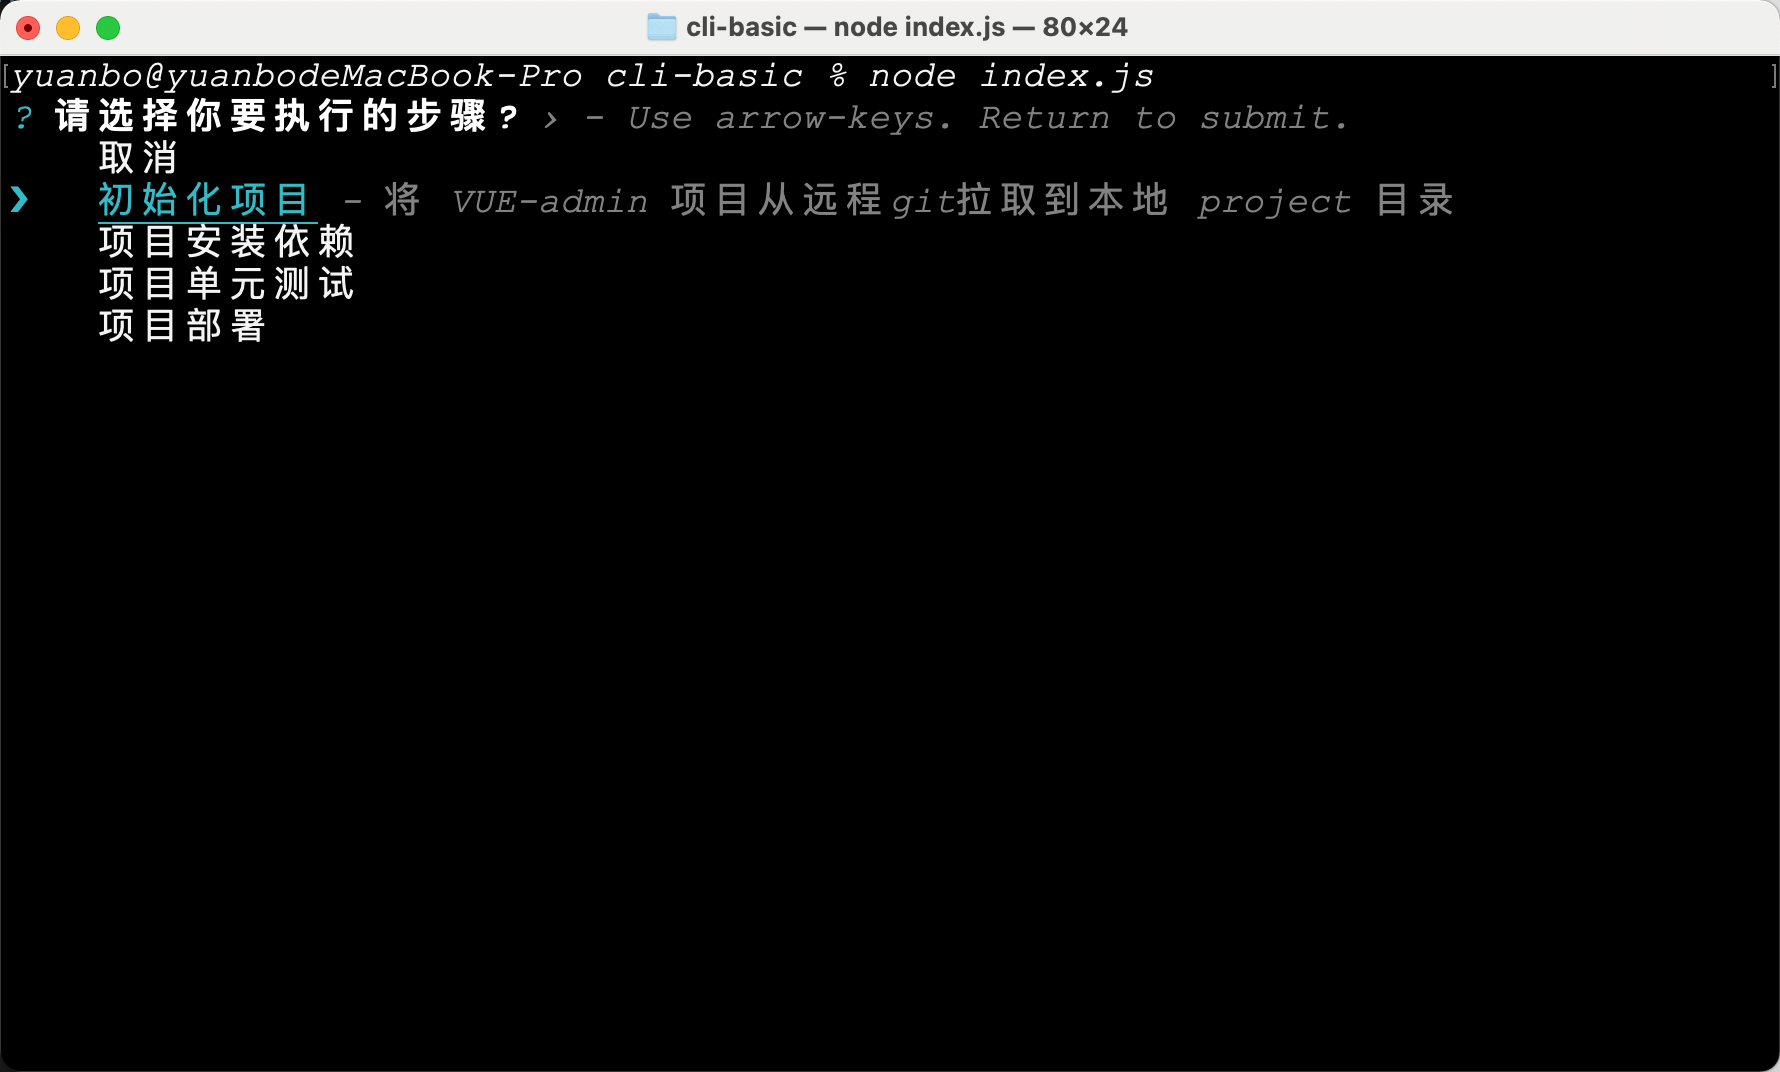 cli-basic — node index.js — 80×24
[yuanbo@yuanbodeMacBook-Pro cli-basic % node index.js ]
? 请选择你要执行的步骤? › - Use arrow-keys. Return to submit.
取消
❯ 初始化项目 - 将 VUE-admin 项目从远程git拉取到本地 project 目录
项目安装依赖
项目单元测试
项目部署